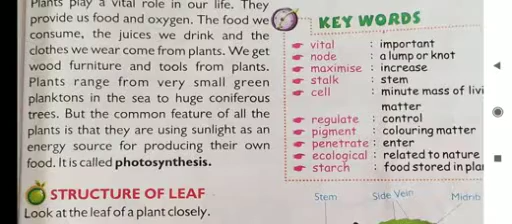 Plants play a vital role in our life. They
provide us food and oxygen. The food we
consume, the juices we drink and the
clothes we wear come from plants. We get
wood furniture and tools from plants.
Plants range from very small green
planktons in the sea to huge coniferous
trees. But the common feature of all the
plants is that they are using sunlight as an
energy source for producing their own
food. It is called photosynthesis.
STRUCTURE OF LEAF
Look at the leaf of a plant closely.
KEY WORDS
vital : important
node : a lump or knot
maximise : increase
stalk : stem
cell : minute mass of livi
matter
regulate : control
pigment : colouring matter
penetrate : enter
ecological : related to nature
starch : food stored in plan
Stem Side Vein Midrib